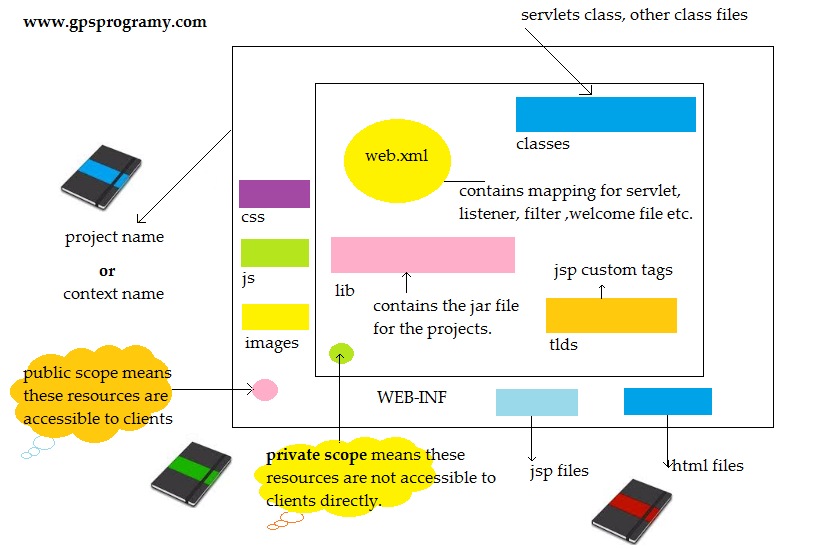 www.gpsprogramy.com
servlets class, other class files
web.xml
classes
contains mapping for servlet,
listener, filter ,welcome file etc.
css
project name
or
context name
js
lib
jsp custom tags
contains the jar file
for the projects.
images
tlds
public scope means
these resources are
accessible to clients
WEB-INF
private scope means these
resources are not accessible to
clients directly.
jsp files
html files